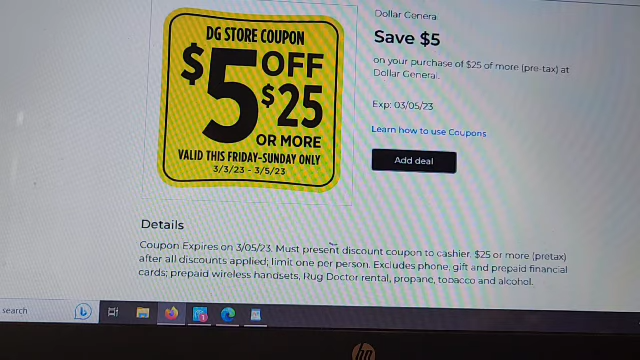 DG STORE COUPON
$5 OFF
$25
OR MORE
VALID THIS FRIDAY-SUNDAY ONLY
3/3/23 - 3/5/23
Dollar General
Save $5
on your purchase of $25 of more (pre-tax) at
Dollar General.
Exp: 03/05/23
Learn how to use Coupons
Add deal
Details
Coupon Expires on 3/05/23. Must present discount coupon to cashier. $25 or more (pretax)
after all discounts applied; limit one per person. Excludes phone, gift and prepaid financial
cards; prepaid wireless handsets, Rug Doctor rental, propane, tobacco and alcohol.
search
hp